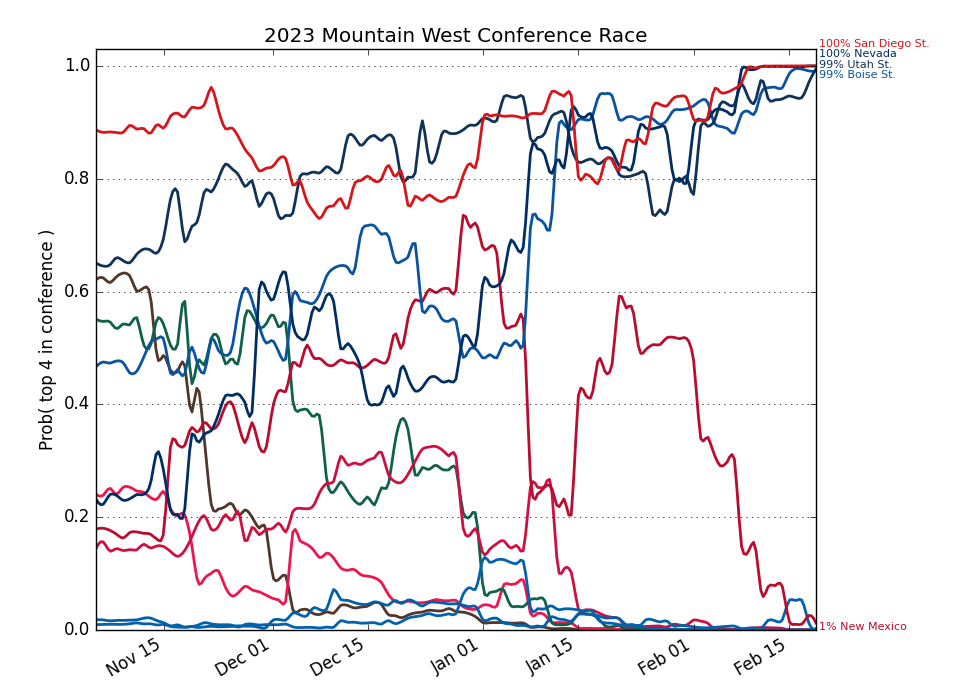 2023 Mountain West Conference Race
100% San Diego St.
100% Nevada
99% Utah St.
99% Boise St.
1.0
0.8
0.6
0.4
0.2
0.0
Prob( top 4 in conference )
1% New Mexico
Nov 15
Dec 01
Dec 15
Jan 01
Jan 15
Feb 01
Feb 15